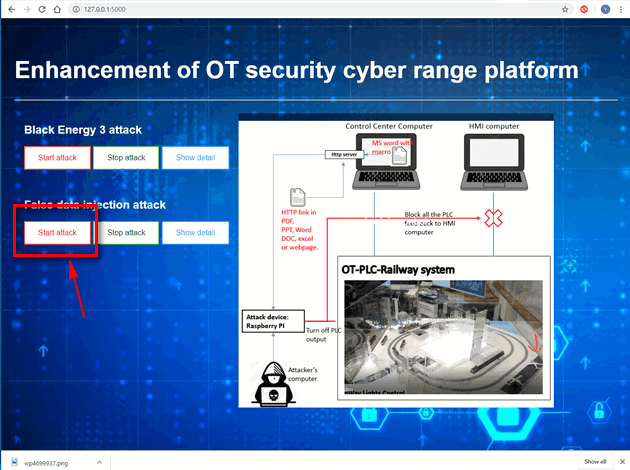 127.0.0.1:5000
Y
Enhancement of OT security cyber range platform
Black Energy 3 attack
Start attack
Stop attack
Show detail
False data injection attack
Start attack
Stop attack
Show detail
Control Center Computer
HMI computer
MS word with
macro
Http server
HTTP link in
PDF,
PPT, Word
DOC, excel
or webpage.
Block all the PLC
feed back to HMI
computer
OT-PLC-Railway system
Attack device:
Raspberry PI
Turn off PLC
output
Attacker's
computer
Lights Control
wp4699937.png
Show all